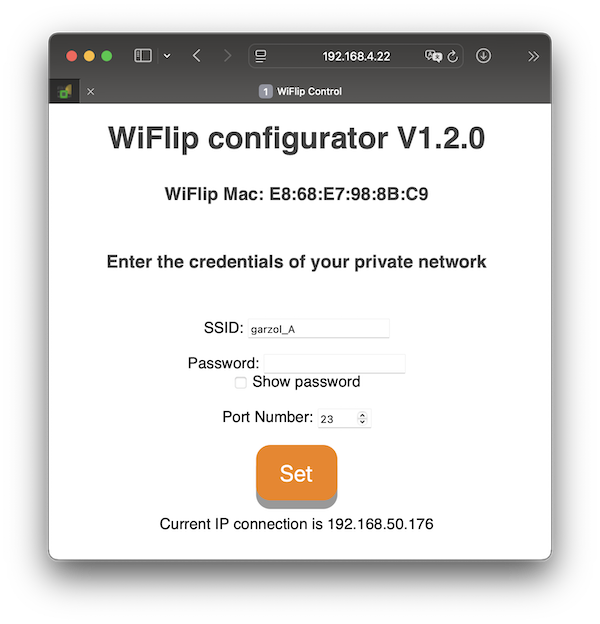 192.168.4.22
1 WiFlip Control
WiFlip configurator V1.2.0
WiFlip Mac: E8:68:E7:98:8B:C9
Enter the credentials of your private network
SSID: garzol_A
Password:
Show password
Port Number: 23
Set
Current IP connection is 192.168.50.176